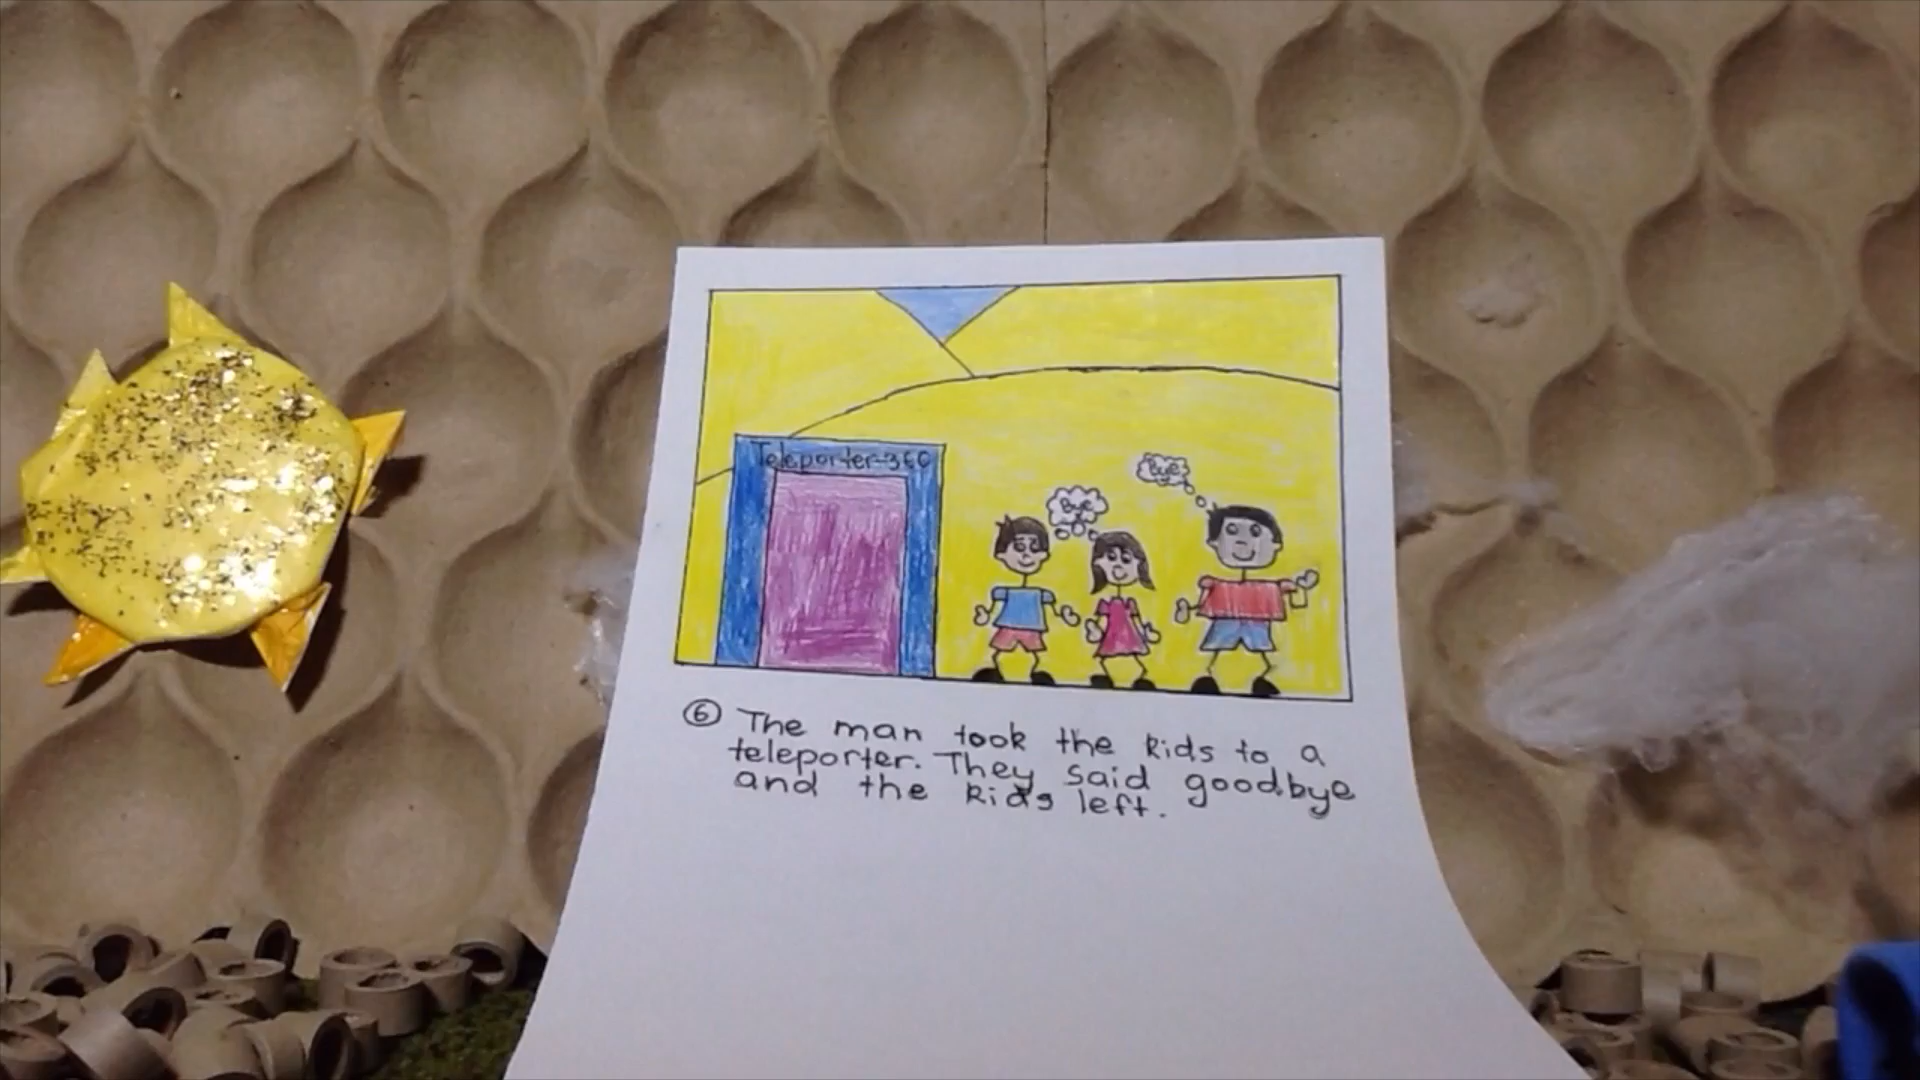 Teleporter-360
Bye
Bye
⑥ The man took the kids to a
teleporter. They said goodbye
and the kids left.